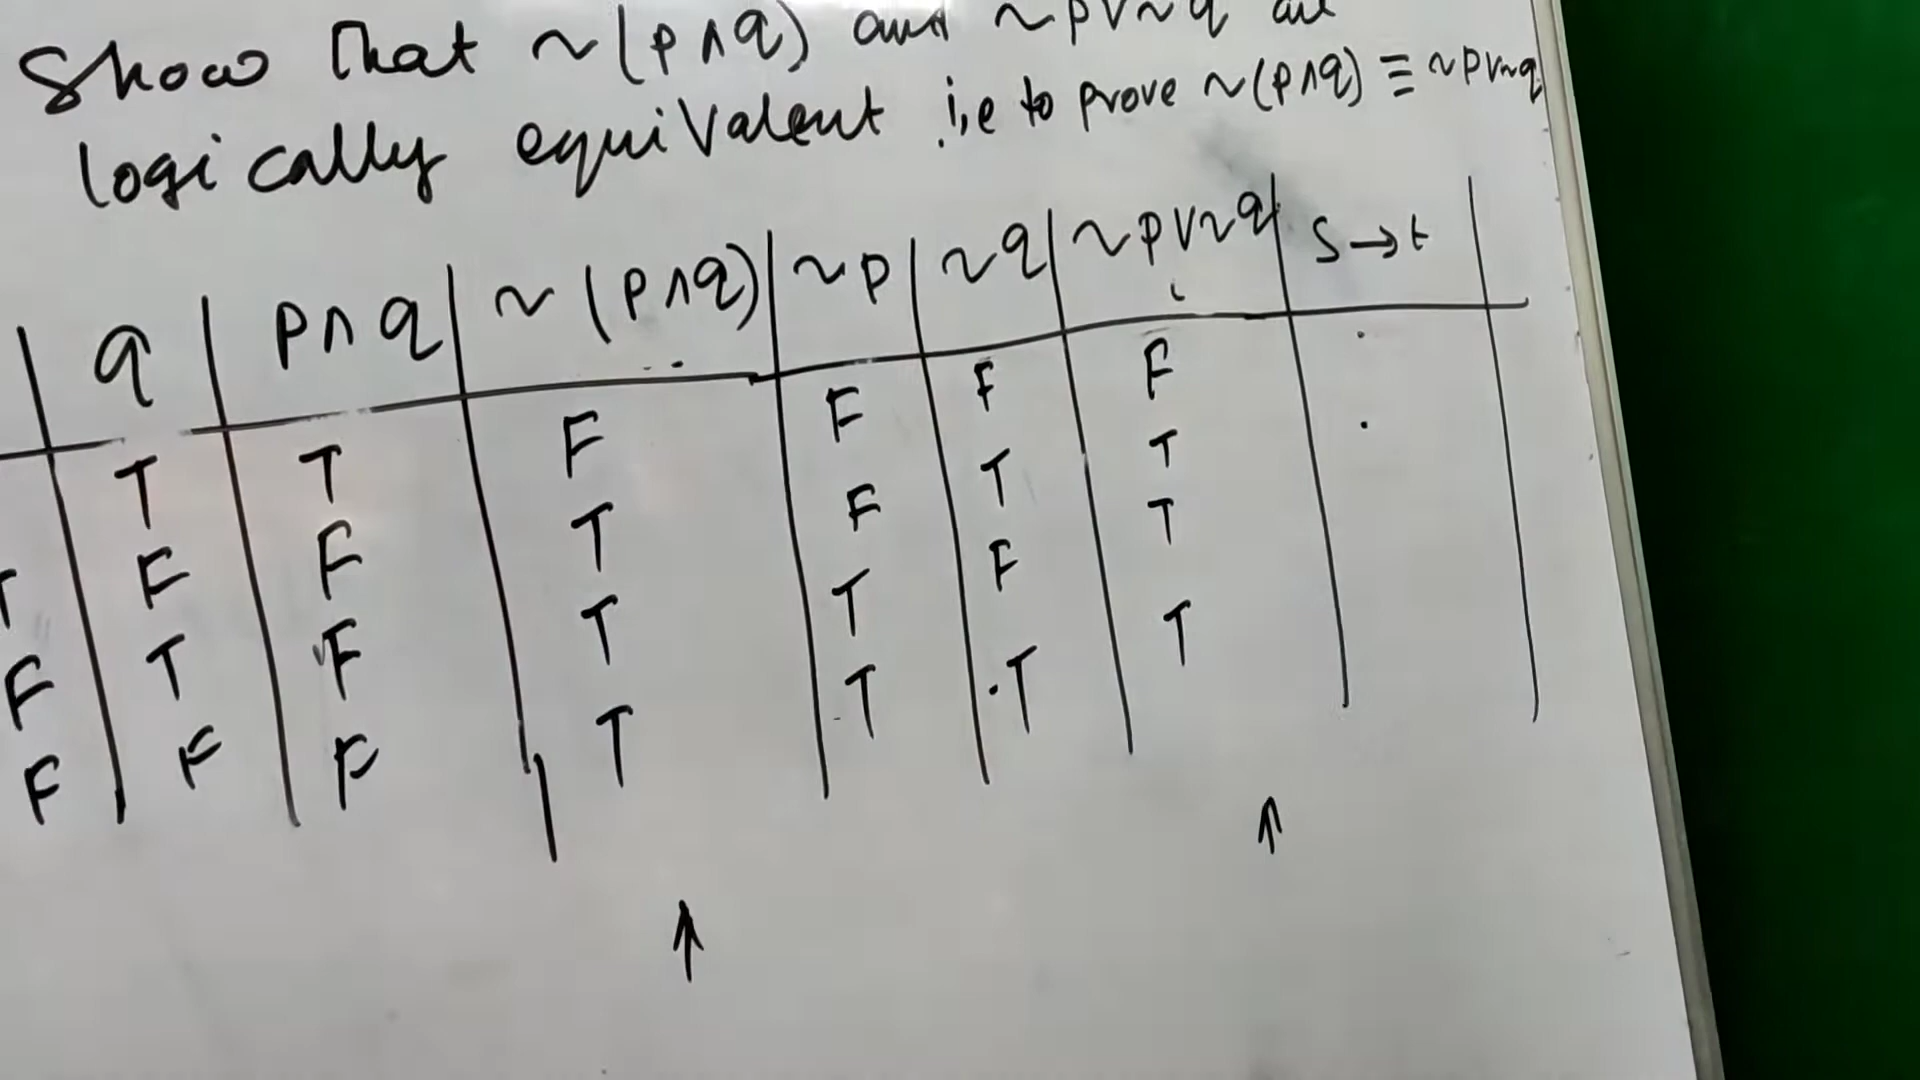 Show that ~(p∧q) and ~p∨~q are
logically equivalent i.e to prove ~(p∧q) ≡ ~p∨~q
q p∧q ~(p∧q) ~p ~q ~p∨~q s→t
T T F F F F
T F F T F T T
F T F T T F T
F F F T T T T